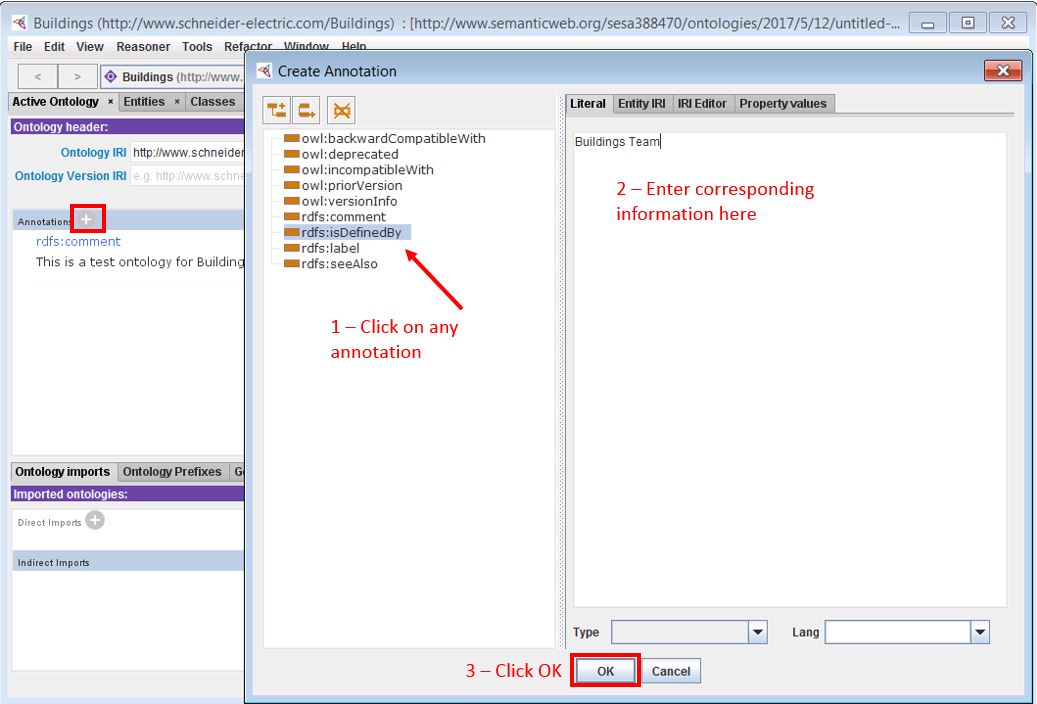 Buildings (http://www.schneider-electric.com/Buildings) : [http://www.semanticweb.org/sesa388470/ontologies/2017/5/12/untitled-...
File Edit View Reasoner Tools Refactor Window Help
< > Buildings (http://www.
Active Ontology × Entities × Classes
Ontology header:
Ontology IRI http://www.schneider
Ontology Version IRI e.g. http://www.schne
Annotations
rdfs:comment
This is a test ontology for Building
Ontology imports Ontology Prefixes
Imported ontologies:
Direct Imports
Indirect Imports
Create Annotation
owl:backwardCompatibleWith
owl:deprecated
owl:incompatibleWith
owl:priorVersion
owl:versionInfo
rdfs:comment
rdfs:isDefinedBy
rdfs:label
rdfs:seeAlso
1 – Click on any
annotation
Literal Entity IRI IRI Editor Property values
Buildings Team
2 – Enter corresponding
information here
Type Lang
3 – Click OK OK Cancel